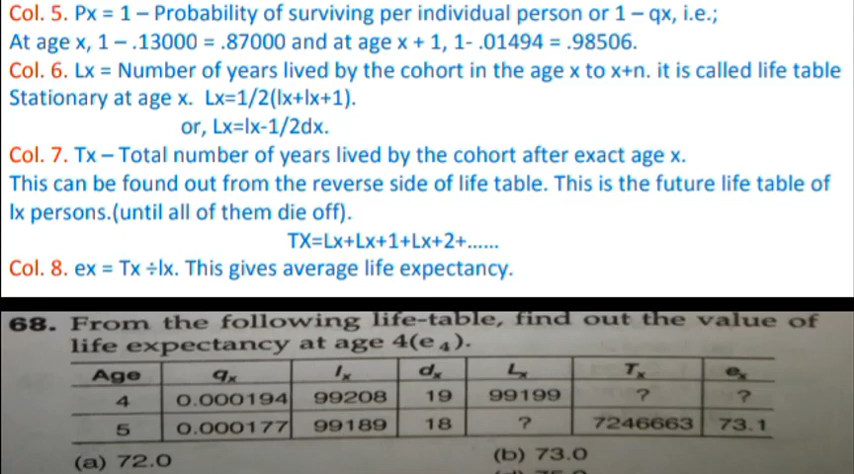 Col. 5. Px = 1 – Probability of surviving per individual person or 1 – qx, i.e.;
At age x, 1 – .13000 = .87000 and at age x + 1, 1- .01494 = .98506.
Col. 6. Lx = Number of years lived by the cohort in the age x to x+n. it is called life table
Stationary at age x. Lx=1/2(lx+lx+1).
or, Lx=lx-1/2dx.
Col. 7. Tx – Total number of years lived by the cohort after exact age x.
This can be found out from the reverse side of life table. This is the future life table of
lx persons.(until all of them die off).
TX=Lx+Lx+1+Lx+2+......
Col. 8. ex = Tx ÷lx. This gives average life expectancy.
68. From the following life-table, find out the value of
life expectancy at age 4(e₄).
Age qₓ lₓ dₓ Lₓ Tₓ eₓ
4 0.000194 99208 19 99199 ? ?
5 0.000177 99189 18 ? 7246663 73.1
(a) 72.0 (b) 73.0